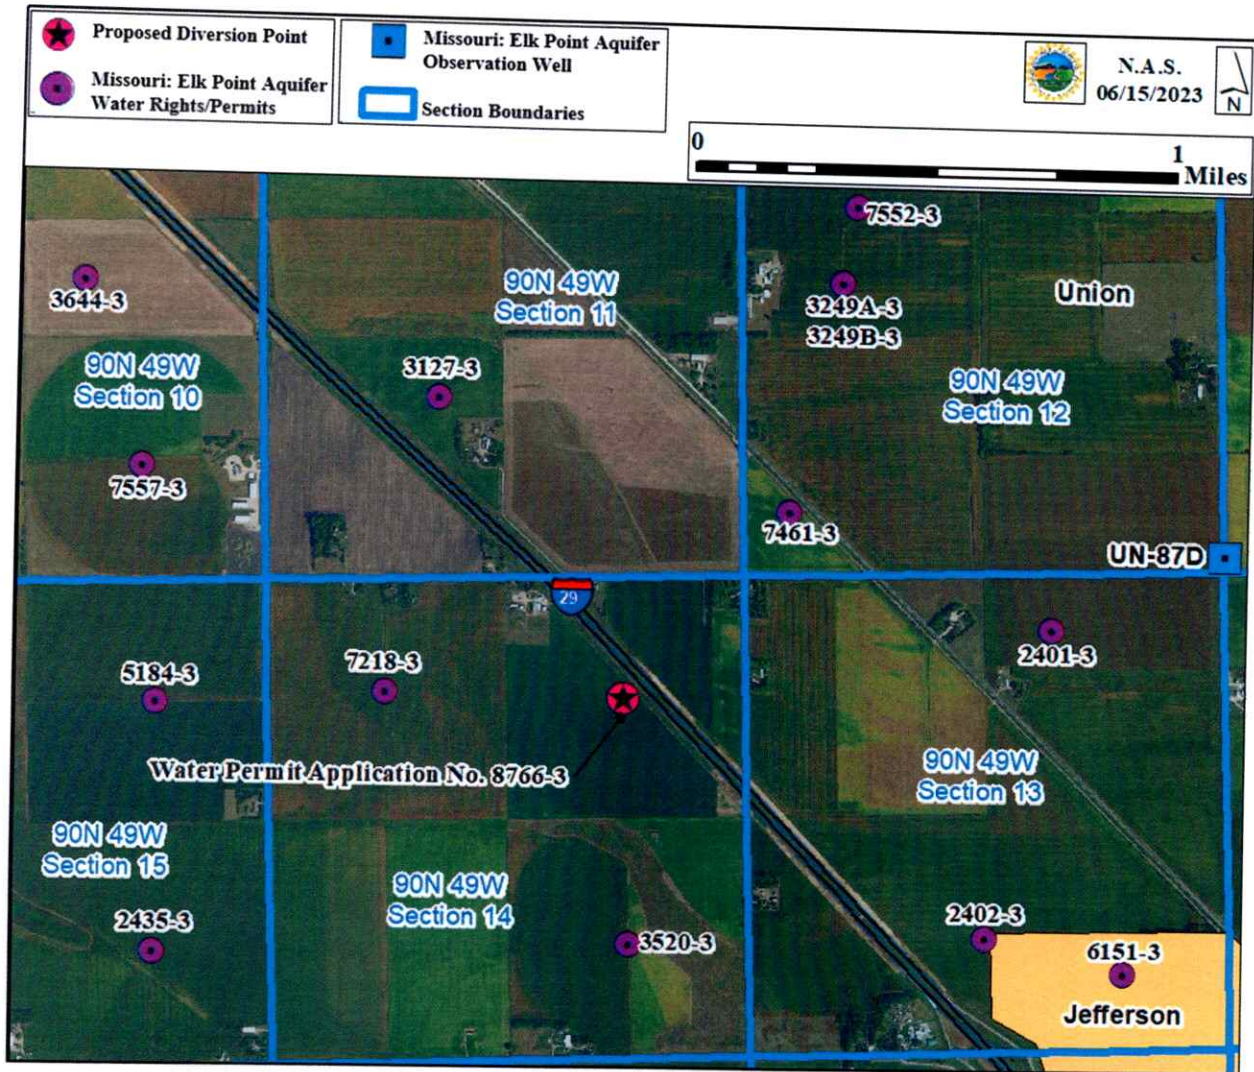 Proposed Diversion Point
Missouri: Elk Point Aquifer
Water Rights/Permits
Missouri: Elk Point Aquifer
Observation Well
Section Boundaries
N.A.S.
06/15/2023
N
0
1
Miles
7552-3
3644-3
90N 49W
Section 11
3249A-3
3249B-3
Union
90N 49W
Section 10
3127-3
90N 49W
Section 12
7557-3
7461-3
UN-87D
29
5184-3
7218-3
2401-3
Water Permit Application No. 8766-3
90N 49W
Section 13
90N 49W
Section 15
90N 49W
Section 14
2435-3
3520-3
2402-3
6151-3
Jefferson